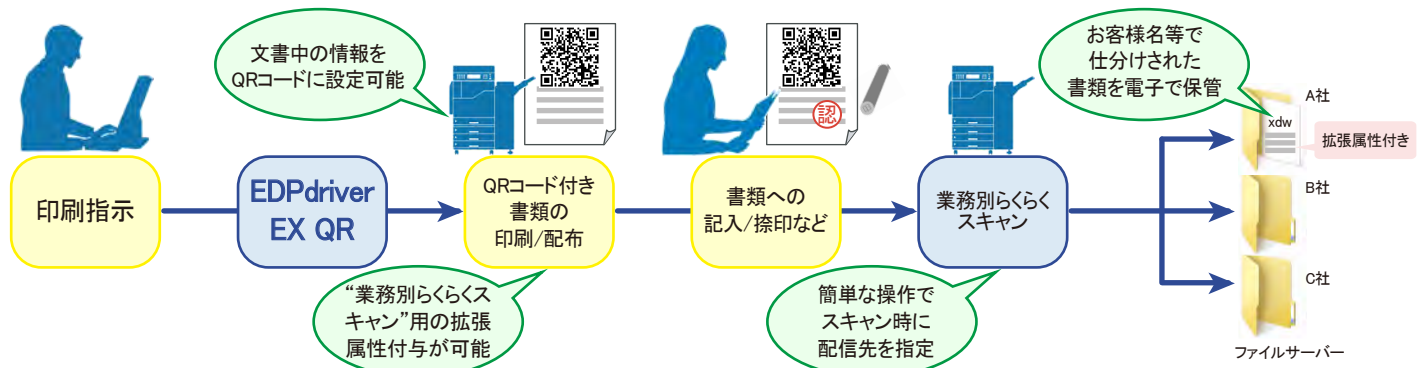 文書中の情報を
QRコードに設定可能
認
お客様名等で
仕分けされた
書類を電子で保管
A社
xdw
拡張属性付き
印刷指示
EDPdriver
EX QR
QRコード付き
書類の
印刷/配布
書類への
記入/捺印など
業務別らくらく
スキャン
B社
“業務別らくらくス
キャン”用の拡張
属性付与が可能
簡単な操作で
スキャン時に
配信先を指定
C社
ファイルサーバー